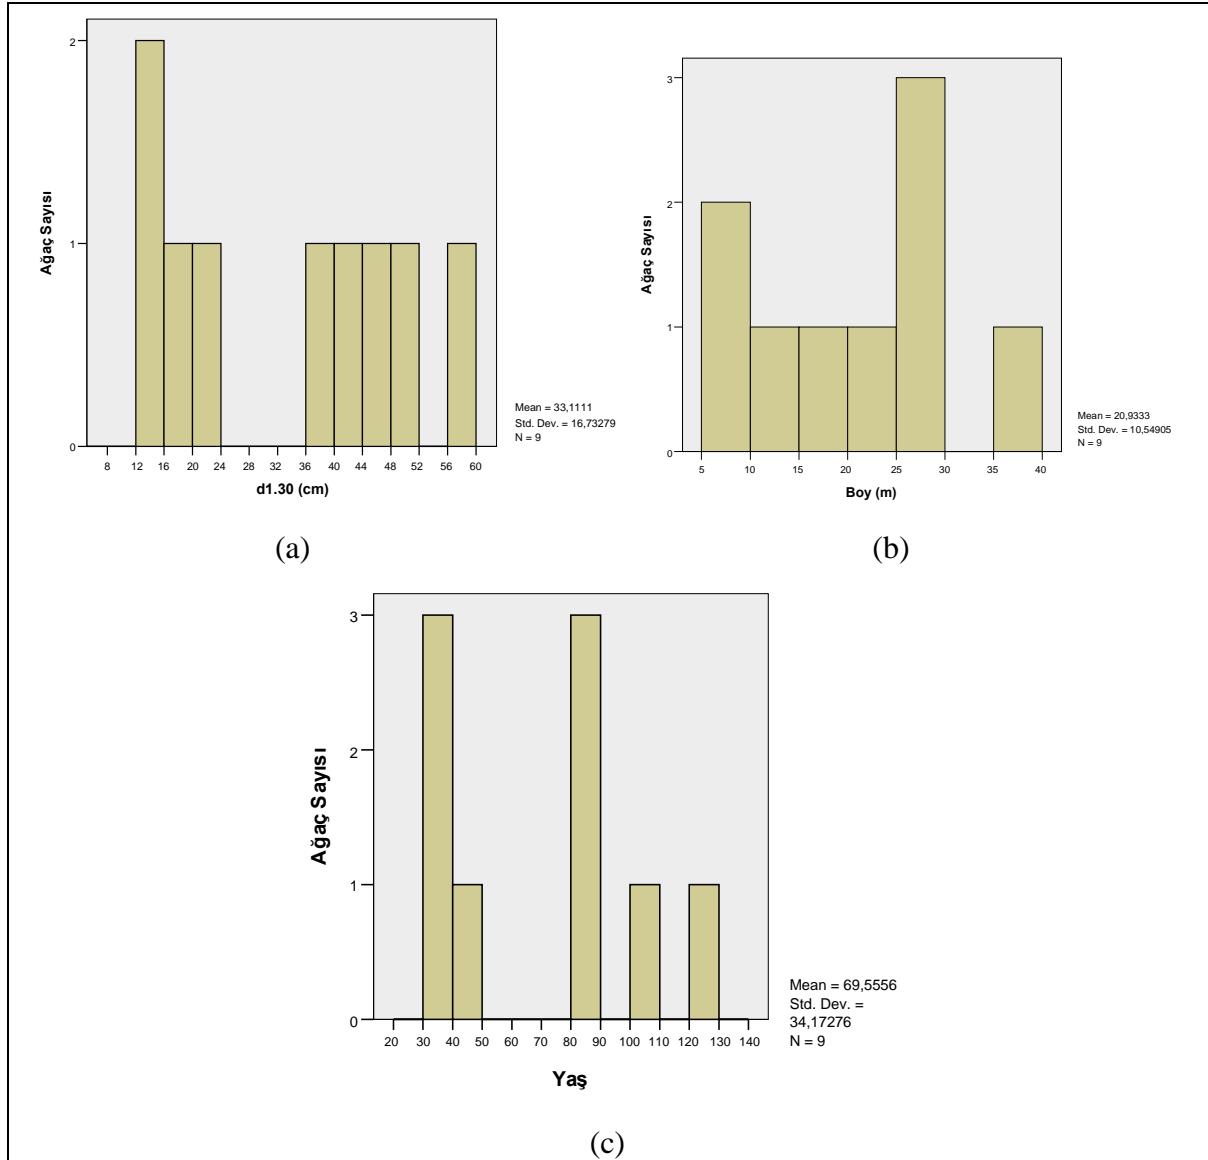 2
1
0
Ağaç Sayısı
8 12 16 20 24 28 32 36 40 44 48 52 56 60
d1.30 (cm)
Mean = 33,1111
Std. Dev. = 16,73279
N = 9
(a)
3
2
1
0
Ağaç Sayısı
5 10 15 20 25 30 35 40
Boy (m)
Mean = 20,9333
Std. Dev. = 10,54905
N = 9
(b)
3
2
1
0
Ağaç Sayısı
20 30 40 50 60 70 80 90 100 110 120 130 140
Yaş
Mean = 69,5556
Std. Dev. =
34,17276
N = 9
(c)